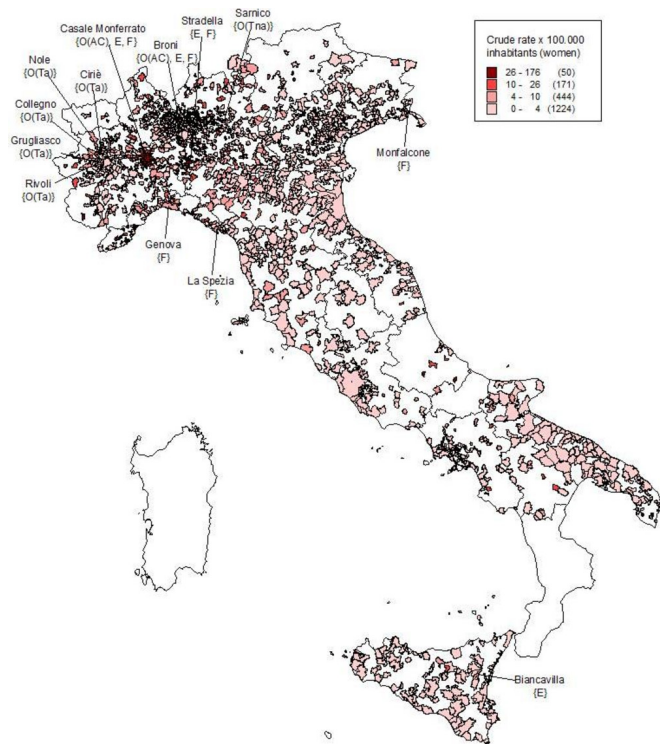 Sarnico
{O(Tna)}
Stradella
{E, F}
Casale Monferrato
{O(AC), E, F}
Broni
{O(AC), E, F}
Nole
{O(Ta)}
Ciriè
{O(Ta)}
Collegno
{O(Ta)}
Grugliasco
{O(Ta)}
Rivoli
{O(Ta)}
Genova
{F}
La Spezia
{F}
Monfalcone
{F}
Biancavilla
{E}
Crude rate x 100.000
inhabitants (women)
26 - 176 (50)
10 - 26 (171)
4 - 10 (444)
0 - 4 (1224)